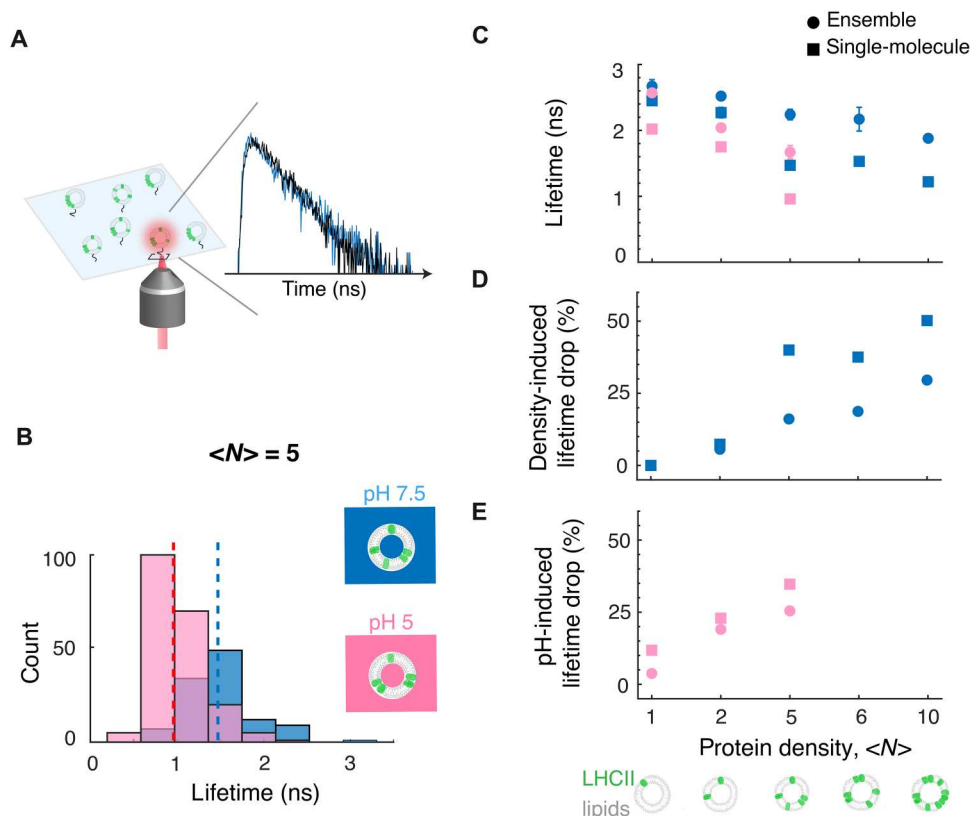 A
Time (ns)
B
<N> = 5
pH 7.5
pH 5
Count
100
50
0
0
1
2
3
Lifetime (ns)
C
Ensemble
Single-molecule
Lifetime (ns)
3
2
1
0
D
Density-induced
lifetime drop (%)
50
25
0
E
pH-induced
lifetime drop (%)
50
25
0
1
2
5
6
10
Protein density, <N>
LHCII
lipids